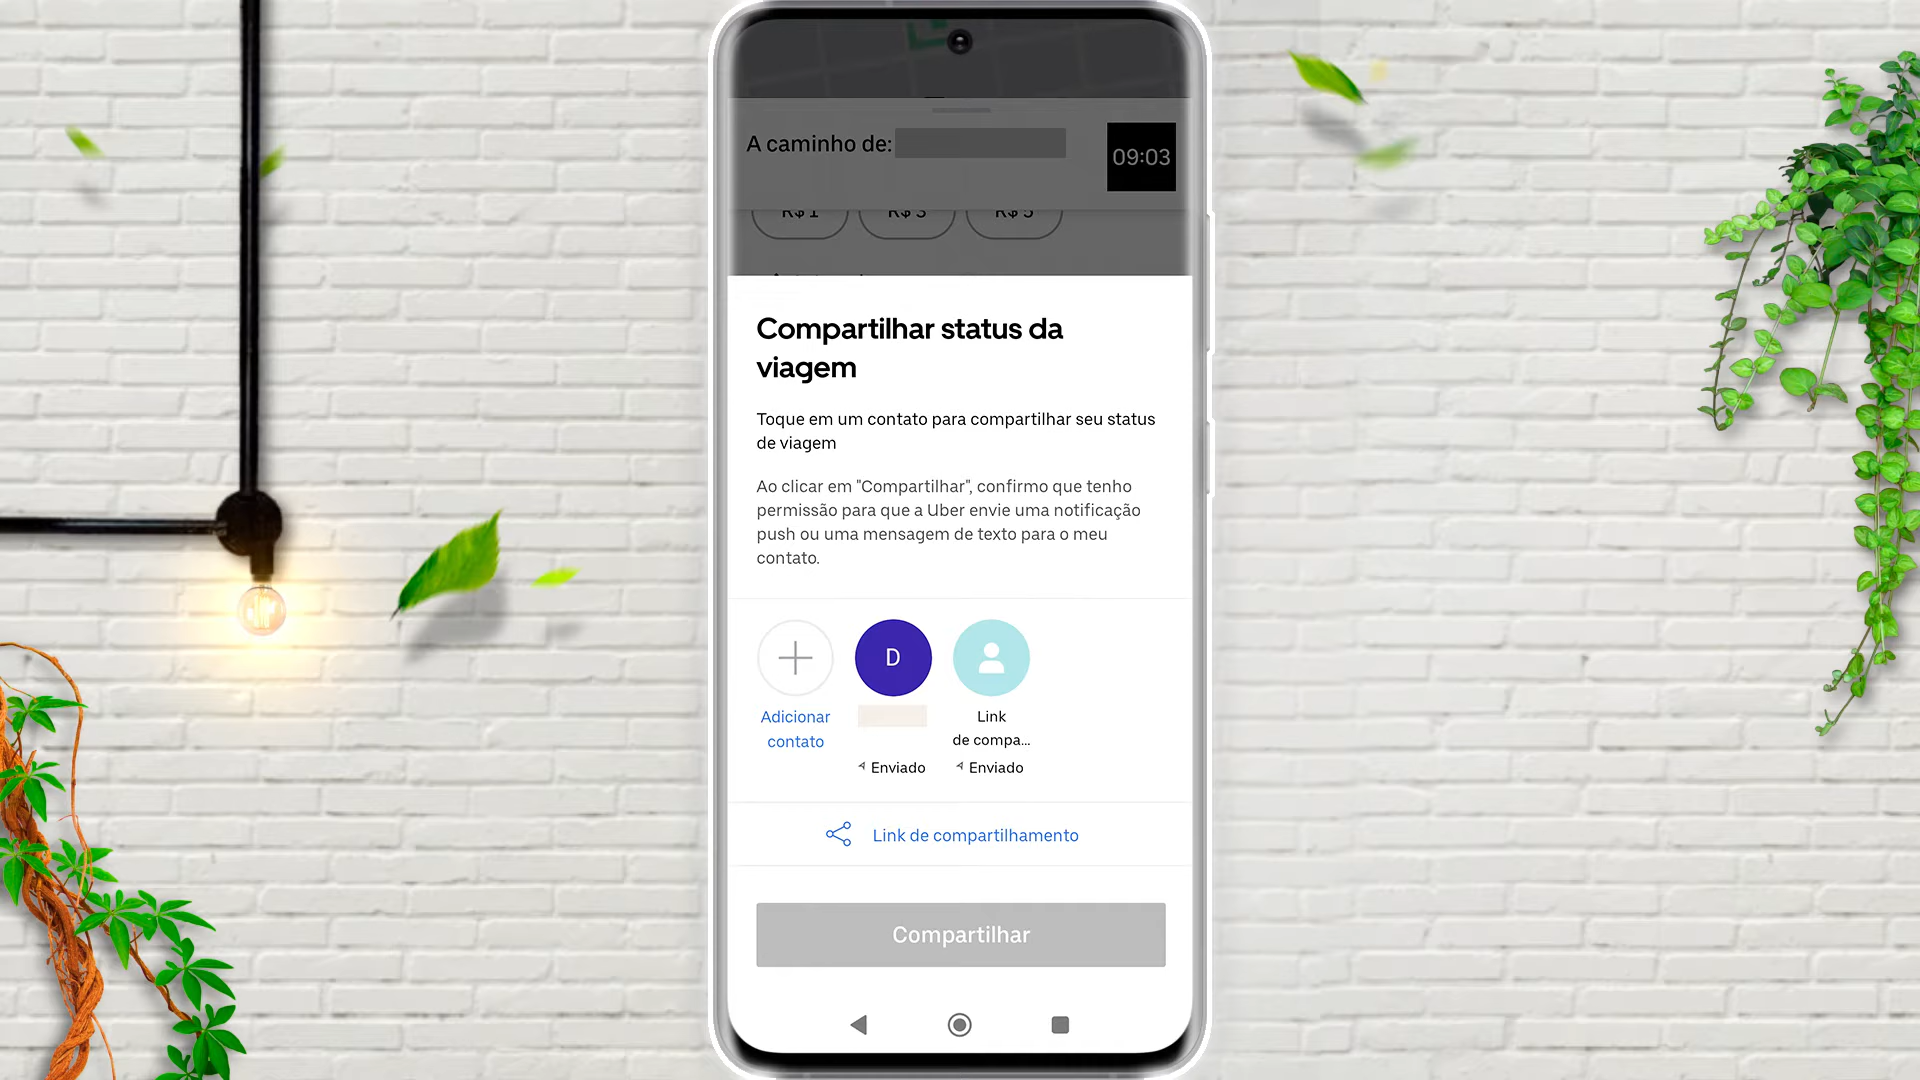 A caminho de:
09:03
R$ 1
R$ 3
R$ 5
Compartilhar status da
viagem
Toque em um contato para compartilhar seu status
de viagem
Ao clicar em "Compartilhar", confirmo que tenho
permissão para que a Uber envie uma notificação
push ou uma mensagem de texto para o meu
contato.
D
Adicionar
contato
Enviado
Link
de compa...
Enviado
Link de compartilhamento
Compartilhar